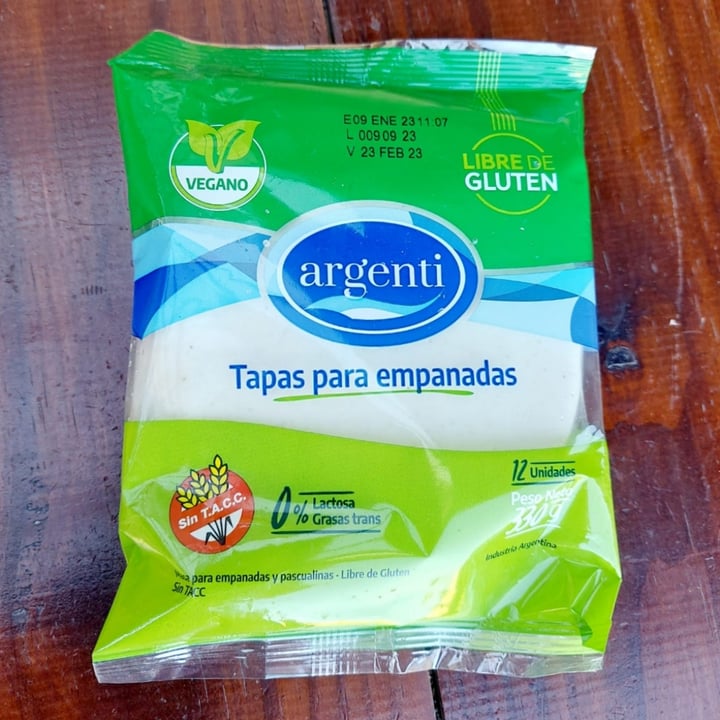 E09 ENE 23 11:07
L 009 09 23
V 23 FEB 23
VEGANO
LIBRE DE
GLUTEN
argenti
Tapas para empanadas
12 Unidades
Peso Neto
330g
Industria Argentina
Sin T.A.C.C.
0% Lactosa
Grasas trans
para empanadas y pascualinas - Libre de Gluten
Sin TACC